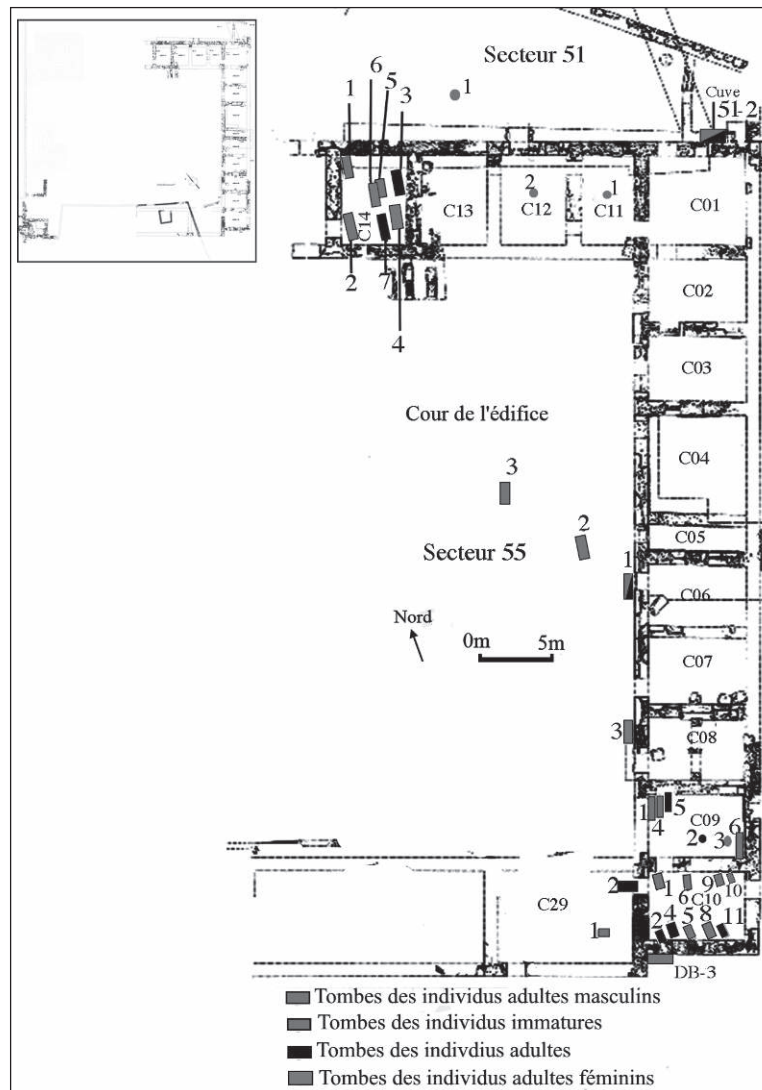 Secteur 51
6
5
1
3
1
Cuve
51-2
C14
C13
2
C12
1
C11
C01
2
7
4
C02
C03
Cour de l'édifice
C04
3
2
Secteur 55
C05
1
C06
Nord
0m 5m
C07
3
C08
1
4
5
C09
2
3
6
2
C29
1
1
6
9
10
C10
2
4
5
8
11
DB-3
Tombes des individus adultes masculins
Tombes des individus immatures
Tombes des indivdius adultes
Tombes des individus adultes féminins